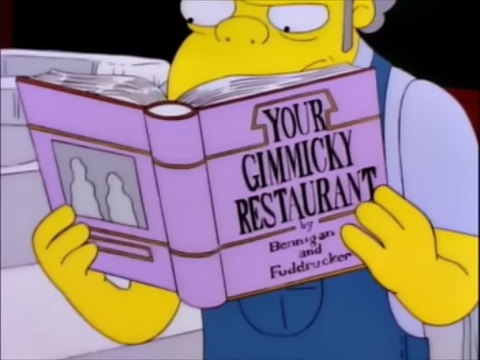 YOUR
GIMMICKY
RESTAURANT
by
Bennigan
and
Fuddrucker